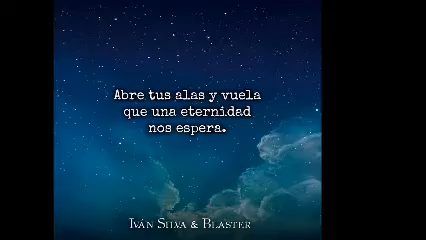 Abre tus alas y vuela
que una eternidad
nos espera.
Iván Silva & Blaster